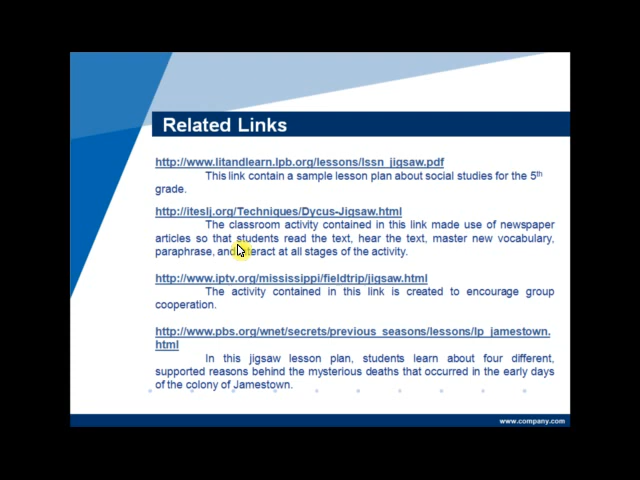 Related Links
http://www.litandlearn.lpb.org/lessons/lssn_jigsaw.pdf
This link contain a sample lesson plan about social studies for the 5th
grade.
http://iteslj.org/Techniques/Dycus-Jigsaw.html
The classroom activity contained in this link made use of newspaper
articles so that students read the text, hear the text, master new vocabulary,
paraphrase, and interact at all stages of the activity.
http://www.iptv.org/mississippi/fieldtrip/jigsaw.html
The activity contained in this link is created to encourage group
cooperation.
http://www.pbs.org/wnet/secrets/previous_seasons/lessons/lp_jamestown.
html
In this jigsaw lesson plan, students learn about four different,
supported reasons behind the mysterious deaths that occurred in the early days
of the colony of Jamestown.
www.company.com